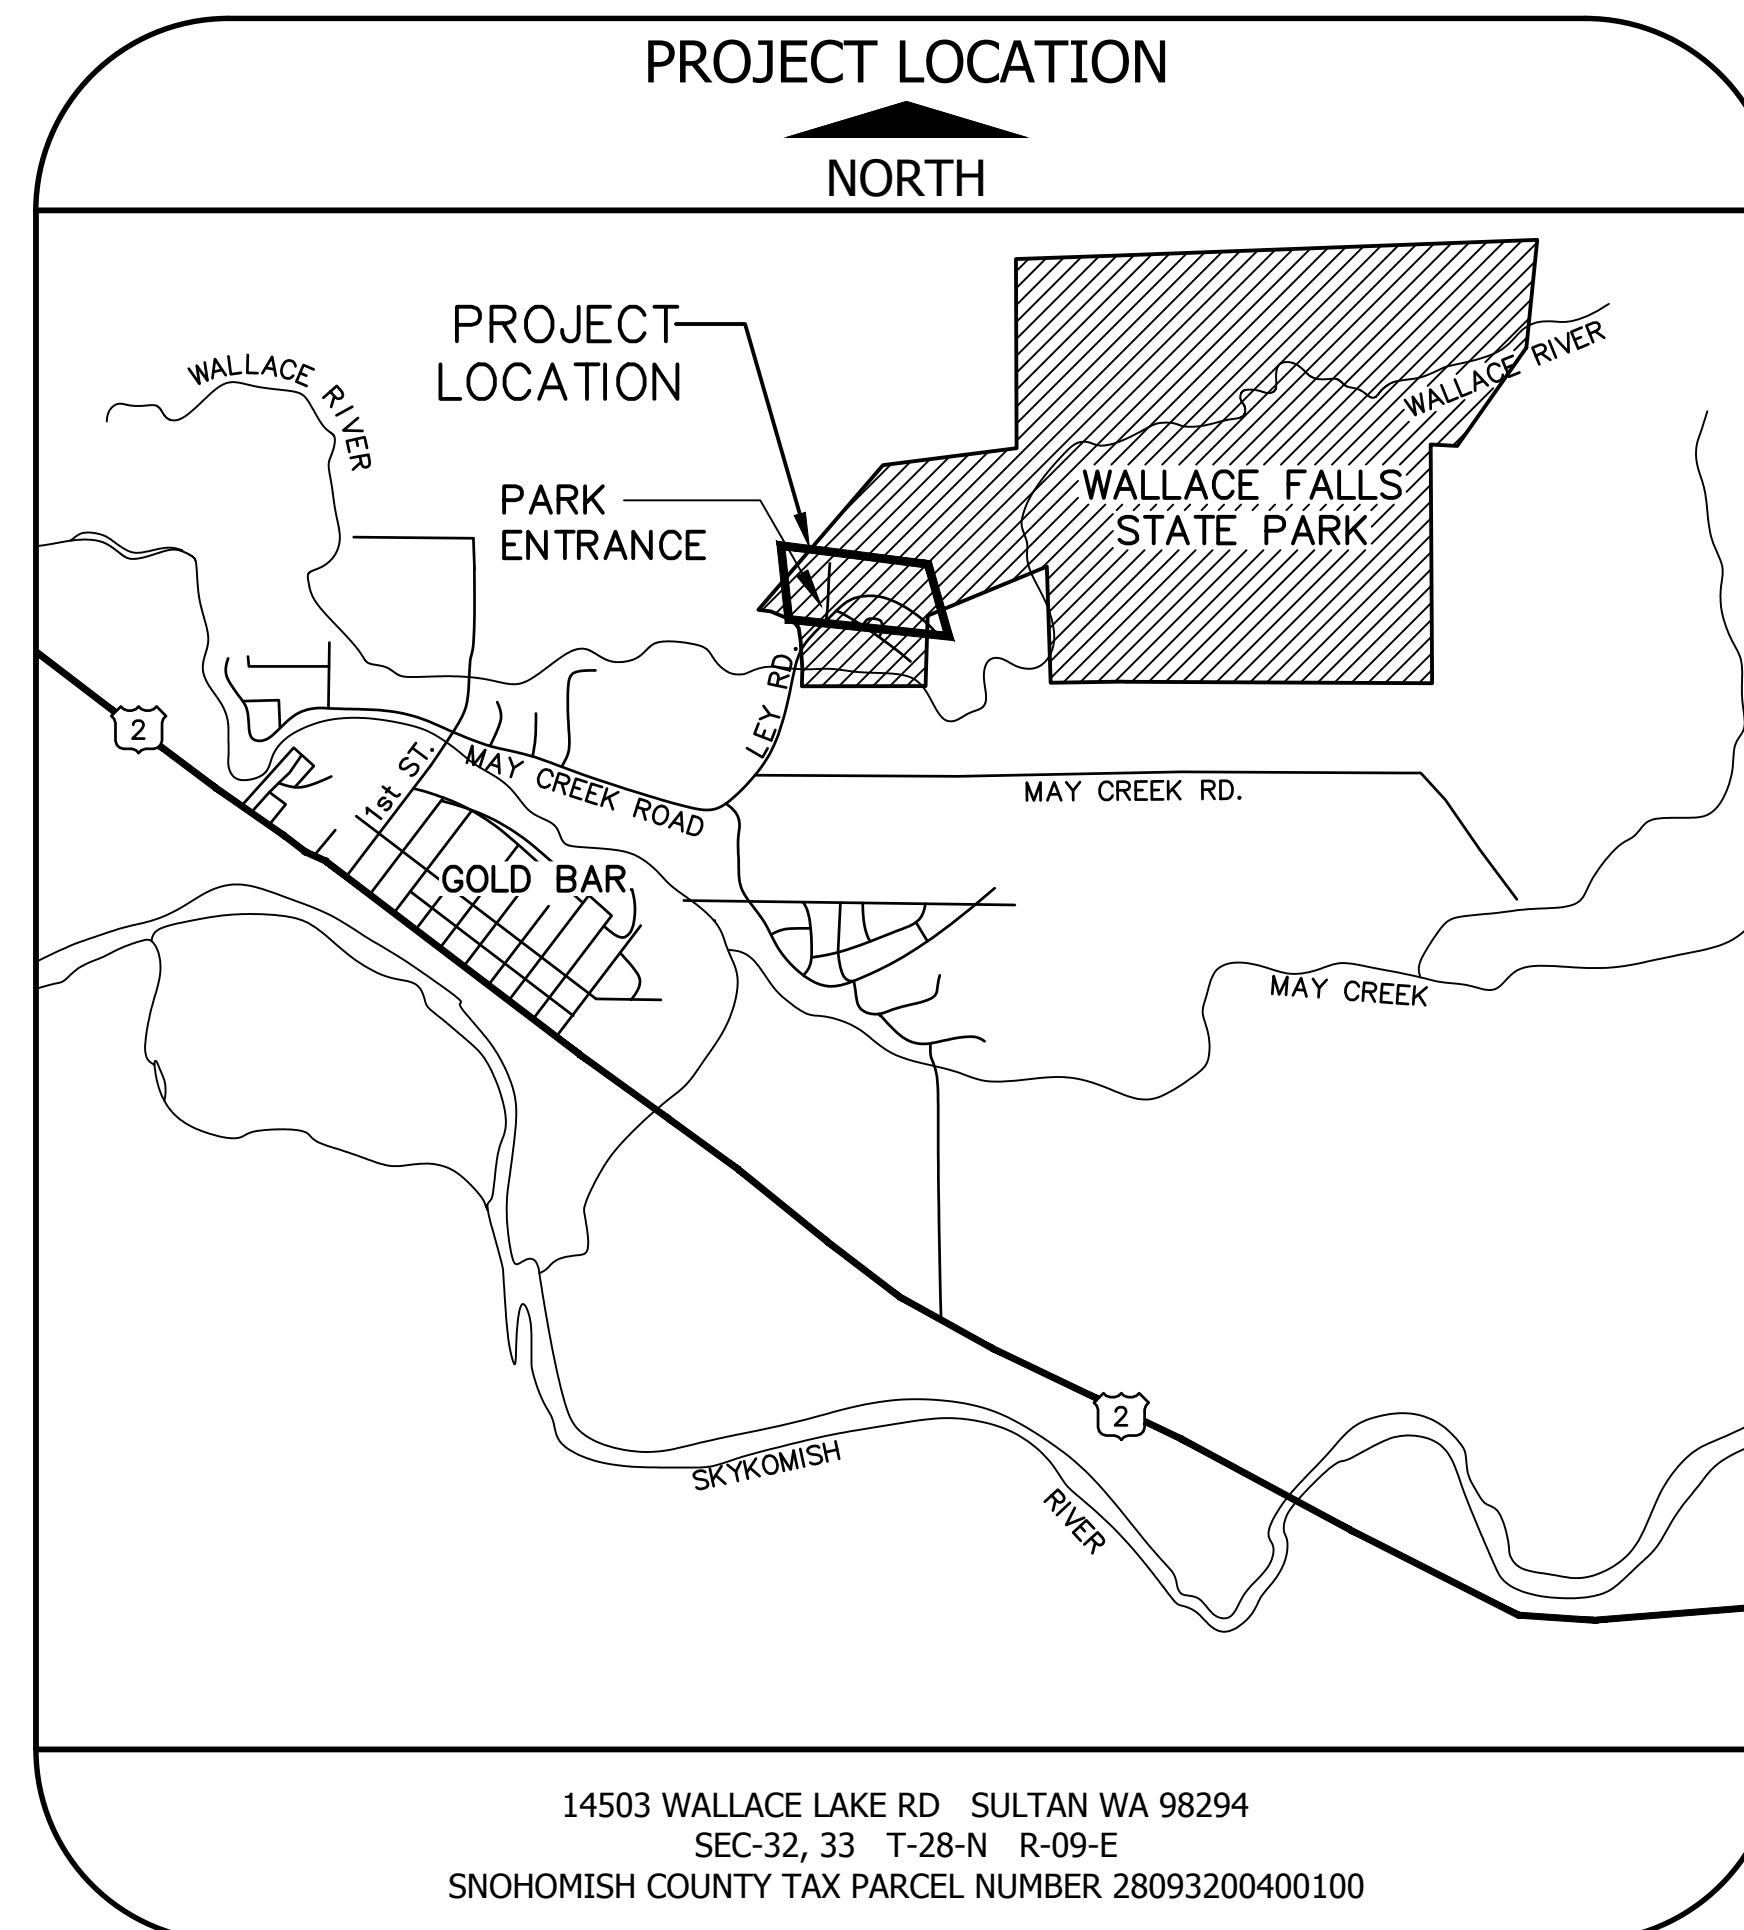 PROJECT LOCATION
NORTH
PROJECT
LOCATION
WALLACE RIVER
WALLACE RIVER
PARK
ENTRANCE
WALLACE FALLS
STATE PARK
LEY RD.
2
1st ST.
MAY CREEK ROAD
MAY CREEK RD.
GOLD BAR
MAY CREEK
2
SKYKOMISH
RIVER
14503 WALLACE LAKE RD SULTAN WA 98294
SEC-32, 33 T-28-N R-09-E
SNOHOMISH COUNTY TAX PARCEL NUMBER 28093200400100